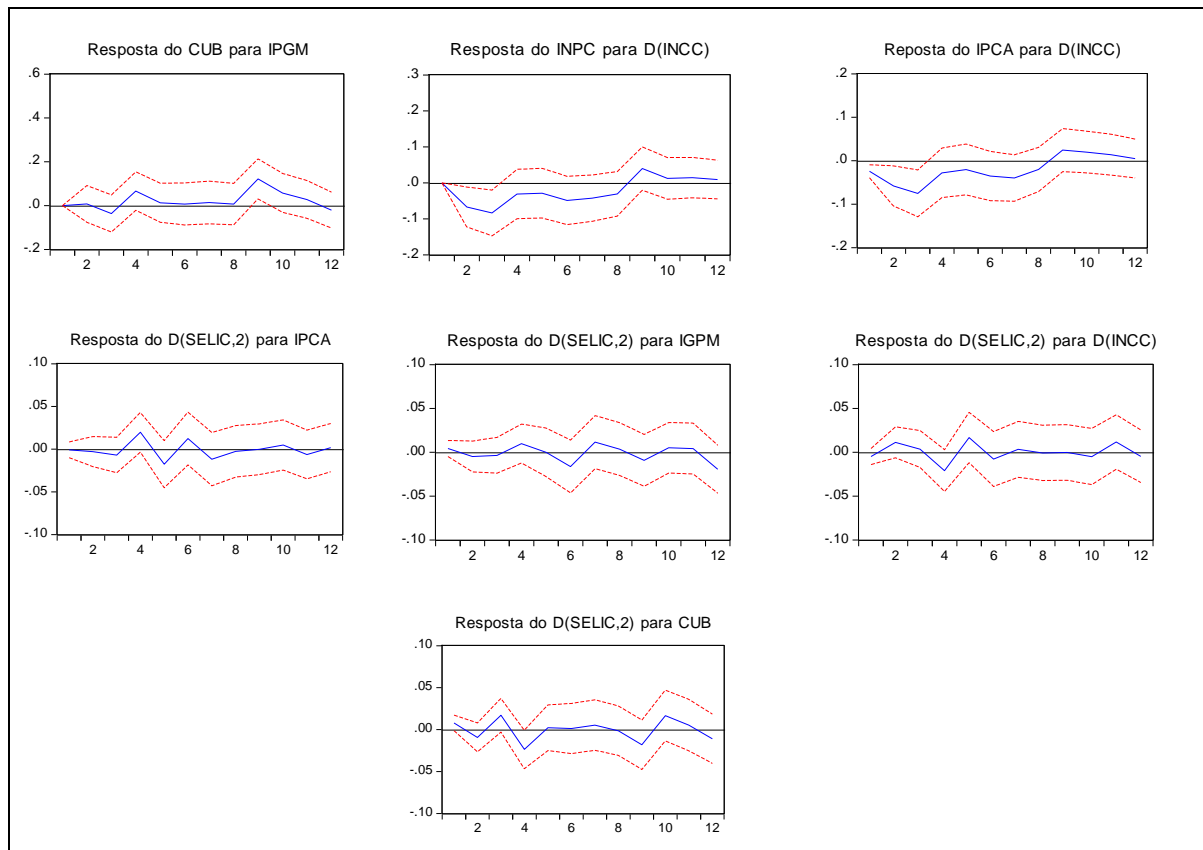 Resposta do CUB para IPGM
.6
.4
.2
.0
-.2
2 4 6 8 10 12
Resposta do INPC para D(INCC)
.3
.2
.1
.0
-.1
-.2
2 4 6 8 10 12
Reposta do IPCA para D(INCC)
.2
.1
.0
-.1
-.2
2 4 6 8 10 12
Resposta do D(SELIC,2) para IPCA
.10
.05
.00
-.05
-.10
2 4 6 8 10 12
Resposta do D(SELIC,2) para IGPM
.10
.05
.00
-.05
-.10
2 4 6 8 10 12
Resposta do D(SELIC,2) para D(INCC)
.10
.05
.00
-.05
-.10
2 4 6 8 10 12
Resposta do D(SELIC,2) para CUB
.10
.05
.00
-.05
-.10
2 4 6 8 10 12